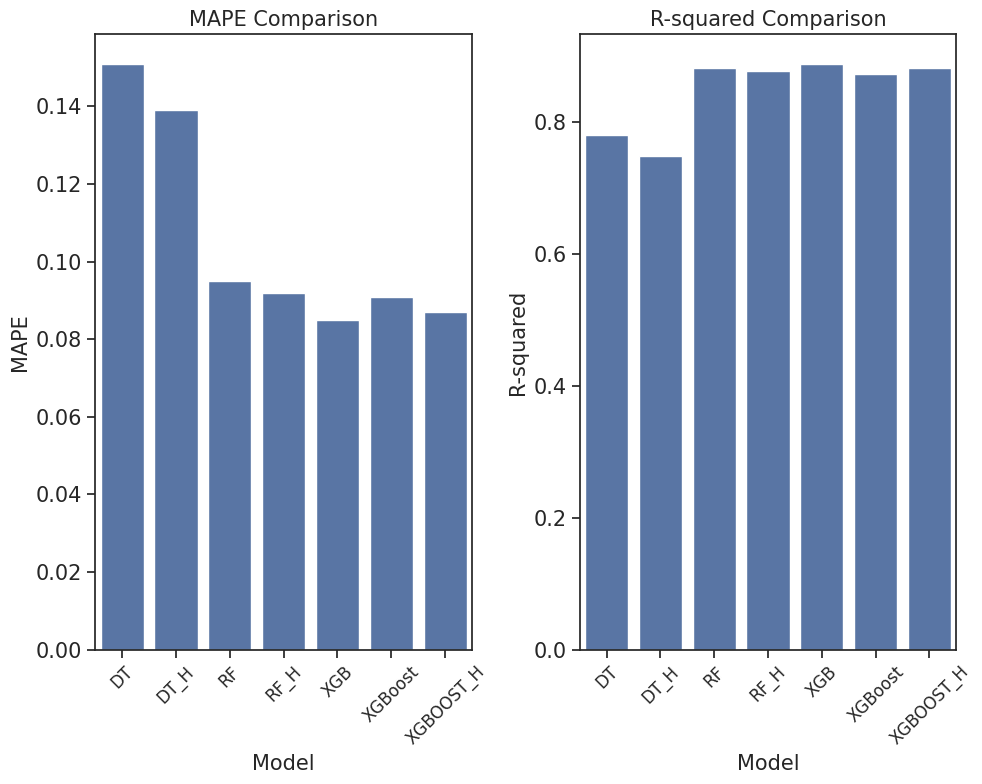 MAPE Comparison
MAPE
0.14
0.12
0.10
0.08
0.06
0.04
0.02
0.00
DT
DT_H
RF
RF_H
XGB
XGBoost
XGBOOST_H
Model
R-squared Comparison
R-squared
0.8
0.6
0.4
0.2
0.0
DT
DT_H
RF
RF_H
XGB
XGBoost
XGBOOST_H
Model